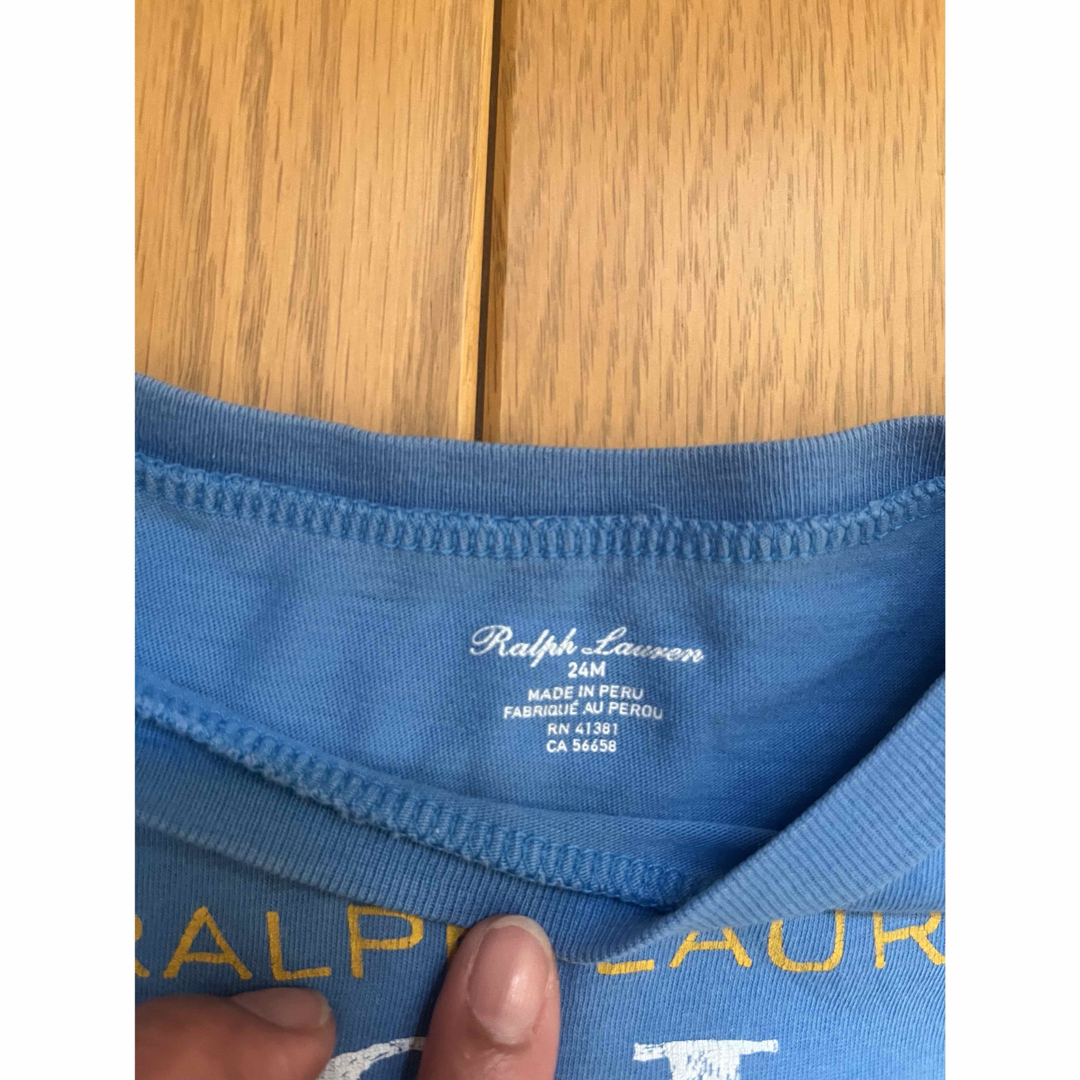 Ralph Lauren
24M
MADE IN PERU
FABRIQUÉ AU PEROU
RN 41381
CA 56658
RALPH LAUR